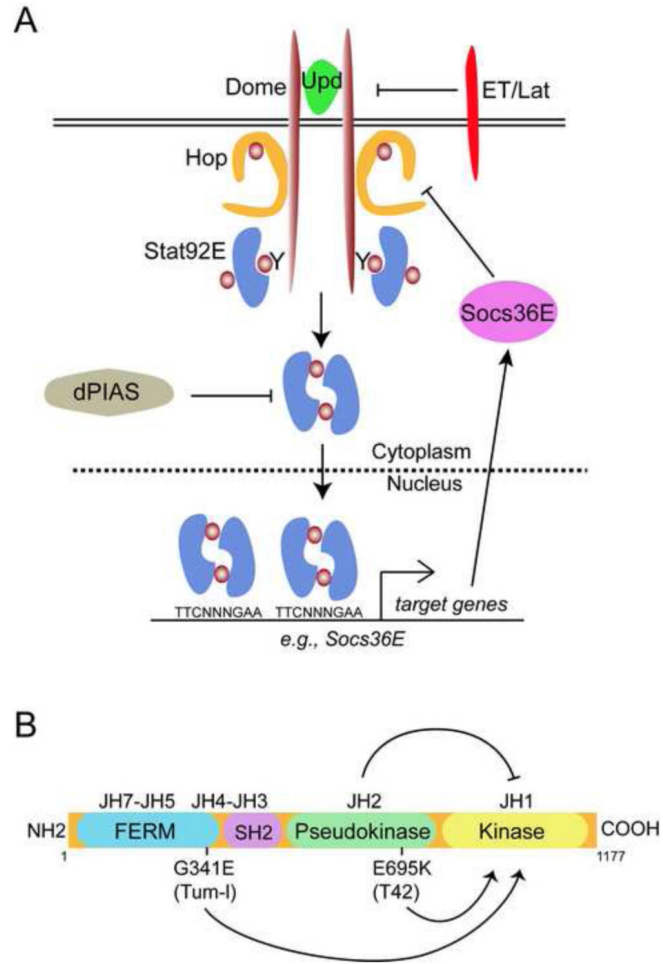 A
Dome
Upd
ET/Lat
Hop
Stat92E
Y
Y
Socs36E
dPIAS
Cytoplasm
Nucleus
TTCNNNGAA
TTCNNNGAA
target genes
e.g., Socs36E
B
JH7-JH5
JH4-JH3
JH2
JH1
NH2
FERM
SH2
Pseudokinase
Kinase
COOH
1
1177
G341E
(Tum-l)
E695K
(T42)